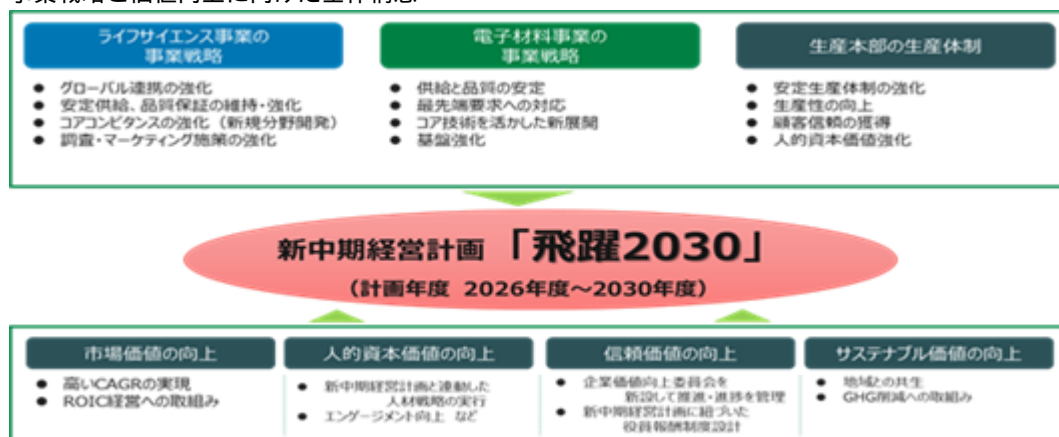 事業戦略と価値向上に向けた全体構想
ライフサイエンス事業の
事業戦略
● グローバル連携の強化
● 安定供給、品質保証の維持・強化
● コアコンピタンスの強化（新規分野開発）
● 調査・マーケティング施策の強化
電子材料事業の
事業戦略
● 供給と品質の安定
● 最先端要求への対応
● コア技術を活かした新展開
● 基盤強化
生産本部の生産体制
● 安定生産体制の強化
● 生産性の向上
● 顧客信頼の獲得
● 人的資本価値強化
新中期経営計画「飛躍2030」
（計画年度 2026年度～2030年度）
市場価値の向上
● 高いCAGRの実現
● ROIC経営への取組み
人的資本価値の向上
● 新中期経営計画と連動した
人材戦略の実行
● エンゲージメント向上 など
信頼価値の向上
● 企業価値向上委員会を
新設して推進・進捗を管理
● 新中期経営計画に紐づいた
役員報酬制度設計
サステナブル価値の向上
● 地域との共生
● GHG削減への取組み